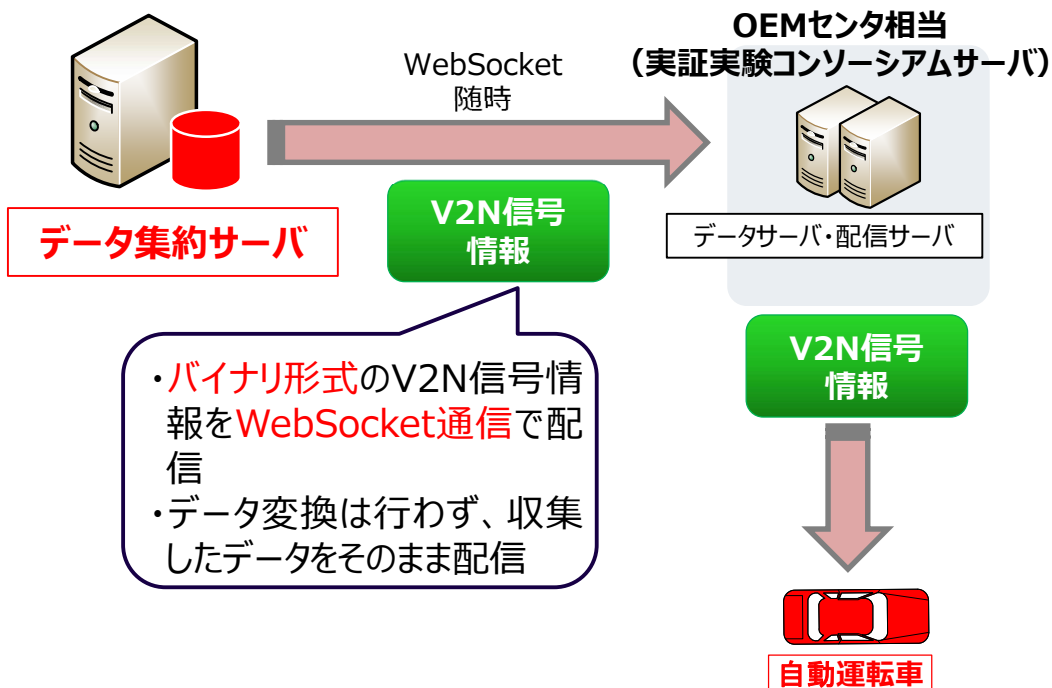 OEMセンタ相当
（実証実験コンソーシアムサーバ）
WebSocket
随時
データ集約サーバ
V2N信号
情報
データサーバ・配信サーバ
・バイナリ形式のV2N信号情
報をWebSocket通信で配
信
・データ変換は行わず、収集
したデータをそのまま配信
V2N信号
情報
自動運転車